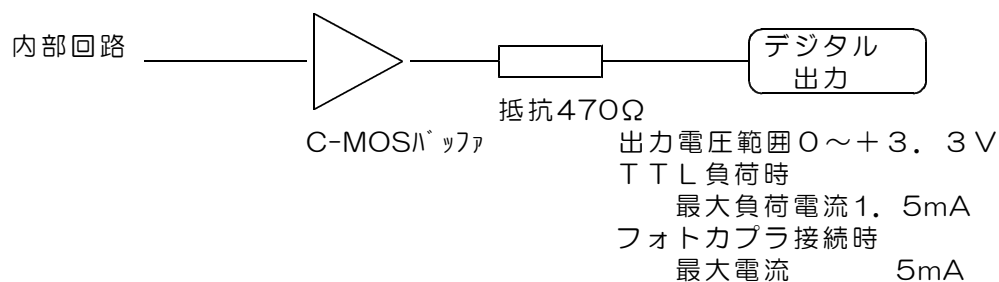 内部回路
デジタル
出力
抵抗470Ω
C-MOSﾊﾞｯﾌｧ
出力電圧範囲０～＋３．３Ｖ
ＴＴＬ負荷時
最大負荷電流1．5mA
フォトカプラ接続時
最大電流　　　5mA